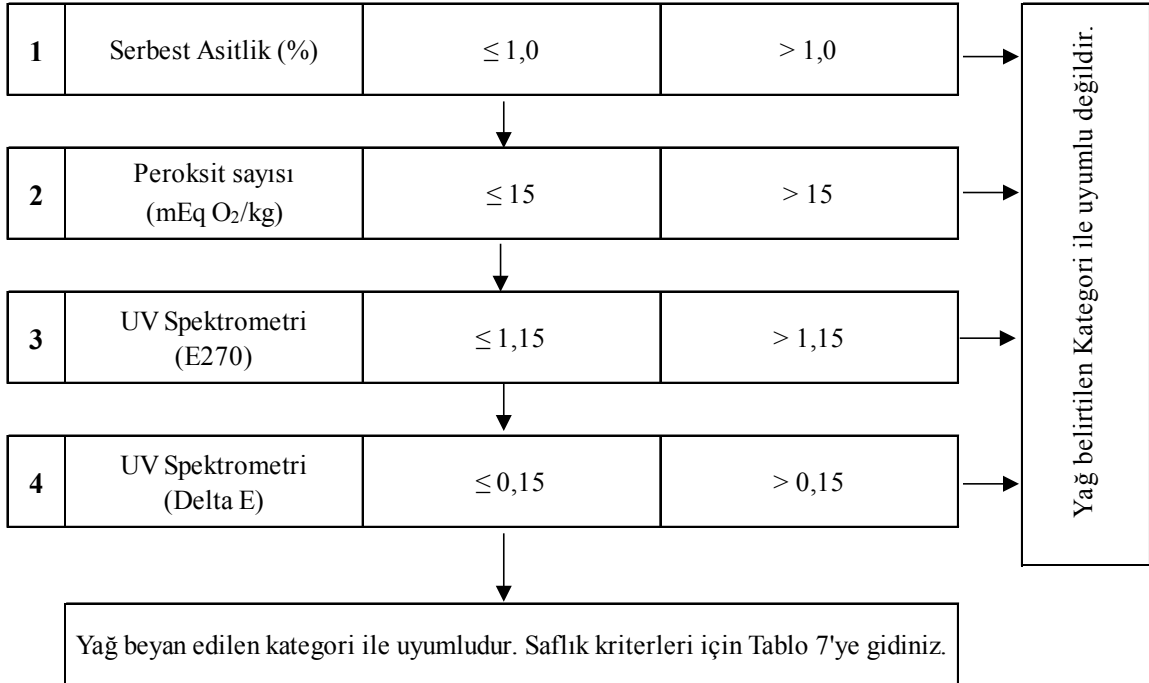 1 Serbest Asitlik (%) ≤ 1,0 > 1,0
2 Peroksit sayısı
(mEq O₂/kg) ≤ 15 > 15
3 UV Spektrometri
(E270) ≤ 1,15 > 1,15
4 UV Spektrometri
(Delta E) ≤ 0,15 > 0,15
Yağ belirtilen Kategori ile uyumlu değildir.
Yağ beyan edilen kategori ile uyumludur. Saflık kriterleri için Tablo 7'ye gidiniz.